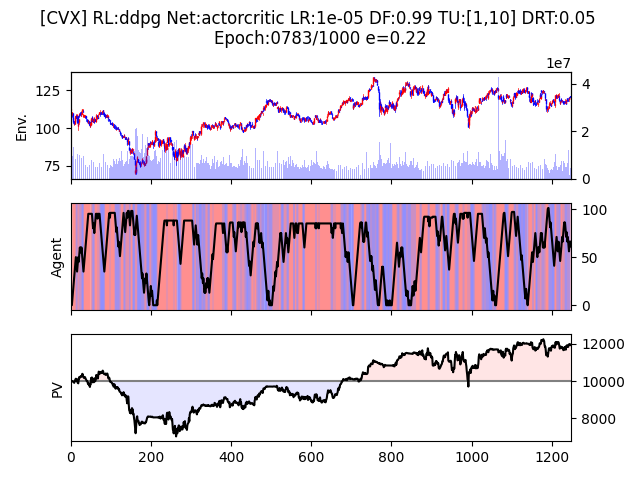 [CVX] RL:ddpg Net:actorcritic LR:1e-05 DF:0.99 TU:[1,10] DRT:0.05
Epoch:0783/1000 e=0.22
1e7
125
100
75
Env.
4
2
0
Agent
100
50
0
PV
12000
10000
8000
0 200 400 600 800 1000 1200